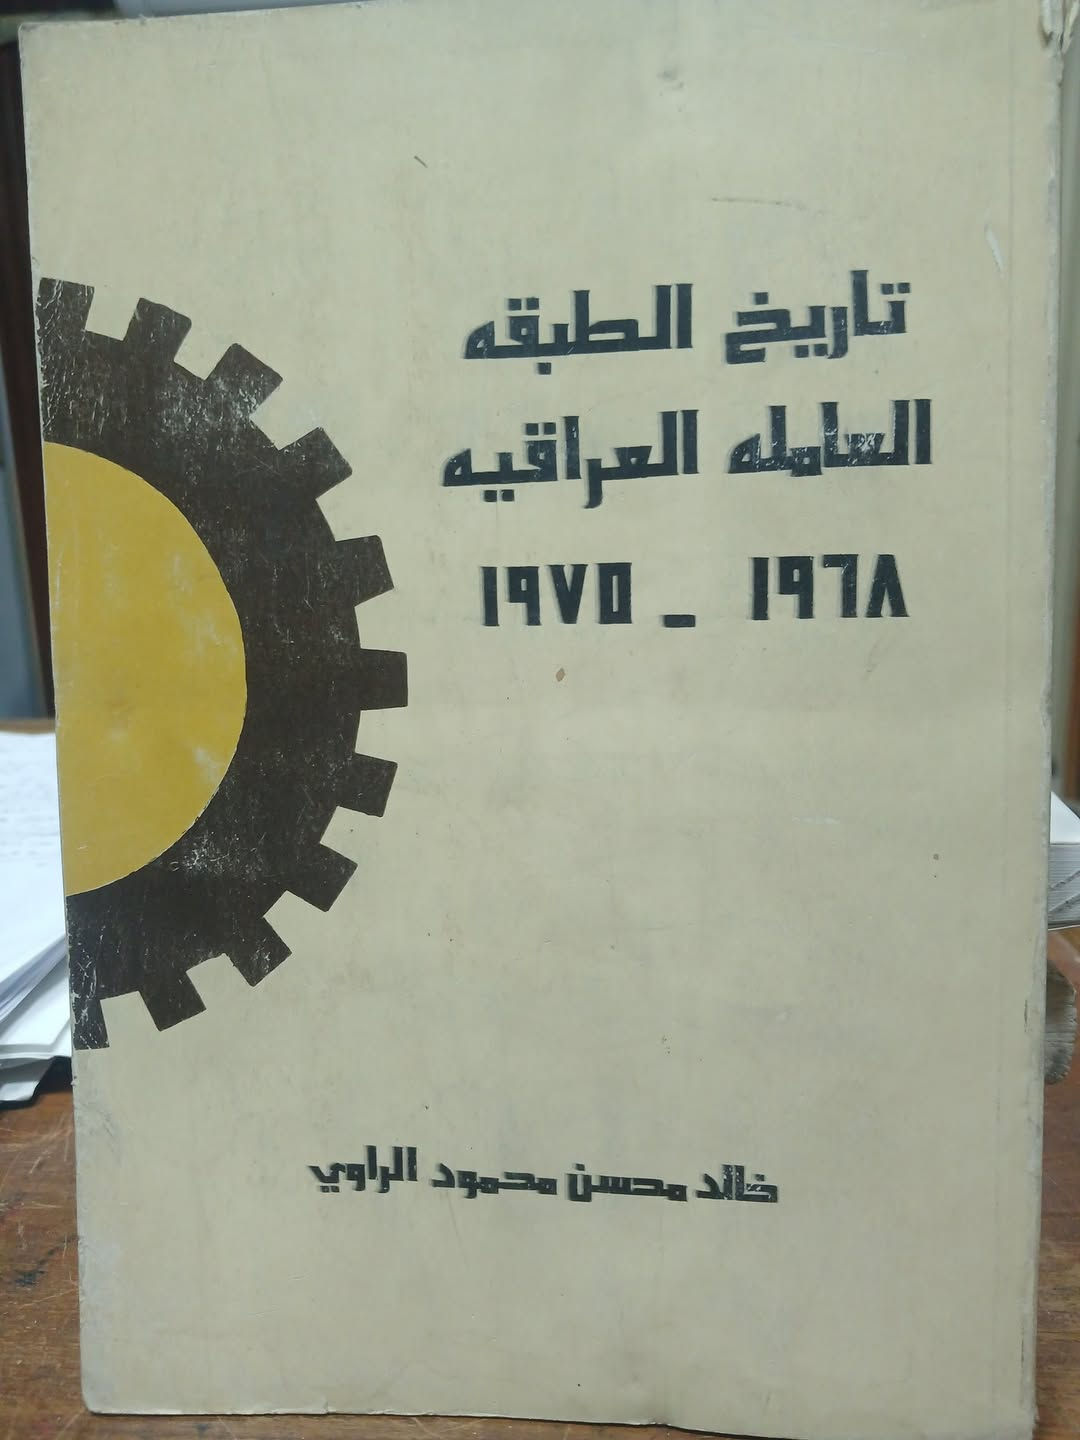 تاريخ الطبقه
العامله العراقيه
١٩٦٨ - ١٩٧٥
خالد محسن محمود الراوي